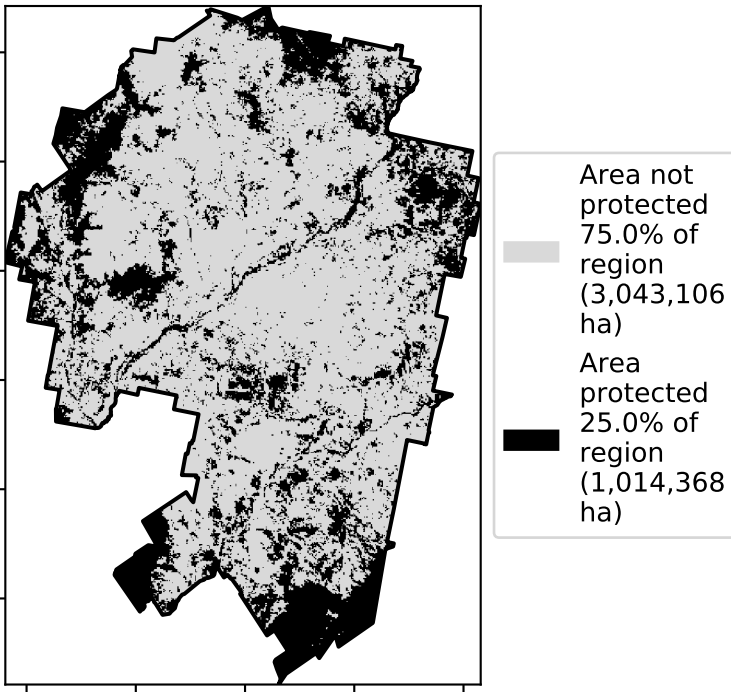 Area not
protected
75.0% of
region
(3,043,106
ha)
Area
protected
25.0% of
region
(1,014,368
ha)